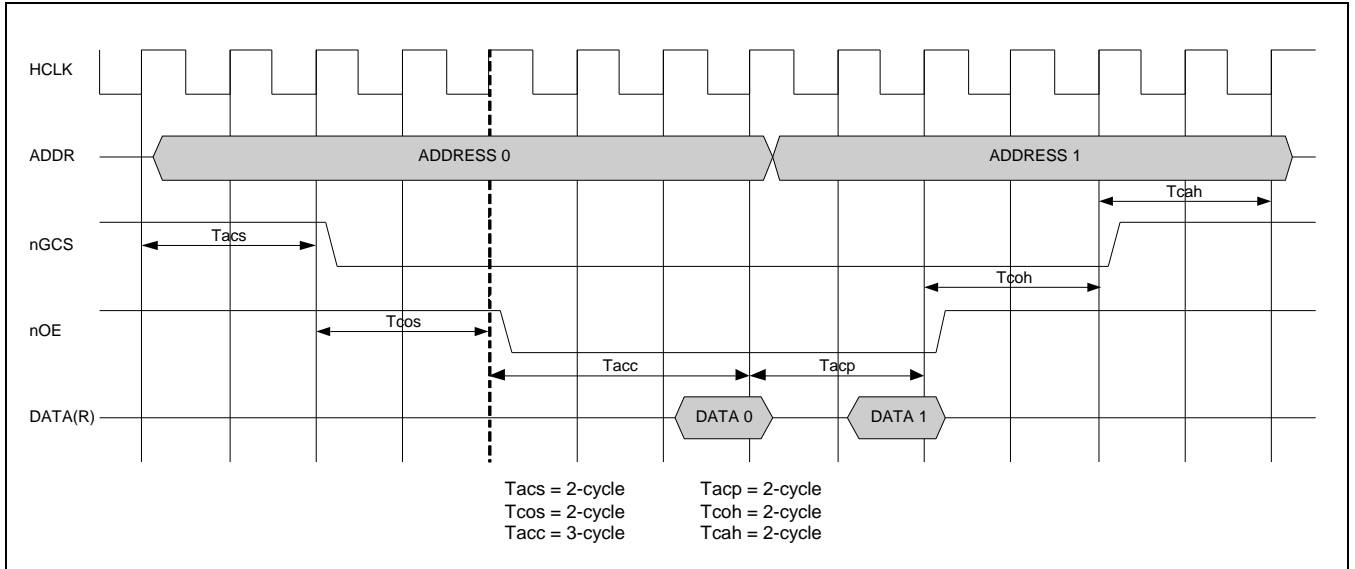 HCLK
ADDR
ADDRESS 0
ADDRESS 1
Tcah
nGCS
Tacs
Tcoh
nOE
Tcos
Tacc
Tacp
DATA(R)
DATA 0
DATA 1
Tacs = 2-cycle
Tacp = 2-cycle
Tcos = 2-cycle
Tcoh = 2-cycle
Tacc = 3-cycle
Tcah = 2-cycle